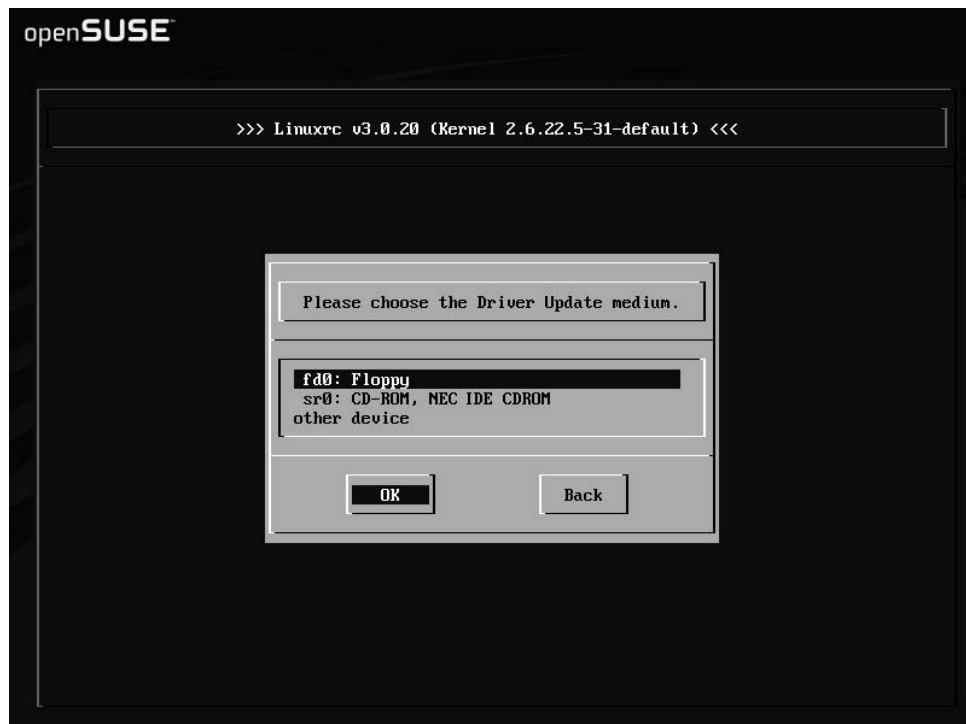 openSUSE™
>>> Linuxrc v3.0.20 (Kernel 2.6.22.5-31-default) <<<
Please choose the Driver Update medium.
fd0: Floppy
sr0: CD-ROM, NEC IDE CDROM
other device
OK Back